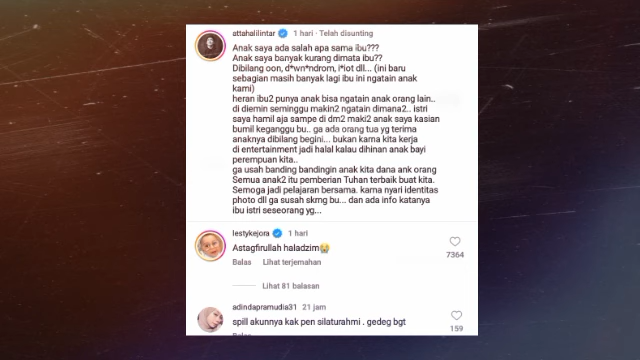 attahalilintar 1 hari · Telah disunting
Anak saya ada salah apa sama ibu???
Anak saya banyak kurang dimata ibu??
Dibilang oon, d*wn*ndrom, i*iot dll... (ini baru
sebagian masih banyak lagi ibu ini ngatain anak
kami)
heran ibu2 punya anak bisa ngatain anak orang lain..
di diemin seminggu makin2 ngatain dimana2.. istri
saya hamil aja sampe di dm2 maki2 anak saya kasian
bumil keganggu bu.. ga ada orang tua yg terima
anaknya dibilang begini... bukan karna kita kerja
di entertainment jadi halal kalau dihinan anak bayi
perempuan kita..
ga usah banding bandingin anak kita dana ank orang
Semua anak2 itu pemberian Tuhan terbaik buat kita.
Semoga jadi pelajaran bersama. karna nyari identitas
photo dll ga susah skrng bu... dan ada info katanya
ibu istri seseorang yg...
lestykejora 1 hari
Astagfirullah haladzim😭
7364
Balas Lihat terjemahan
Lihat 81 balasan
adindapramudia31 21 jam
spill akunnya kak pen silaturahmi . gedeg bgt
159